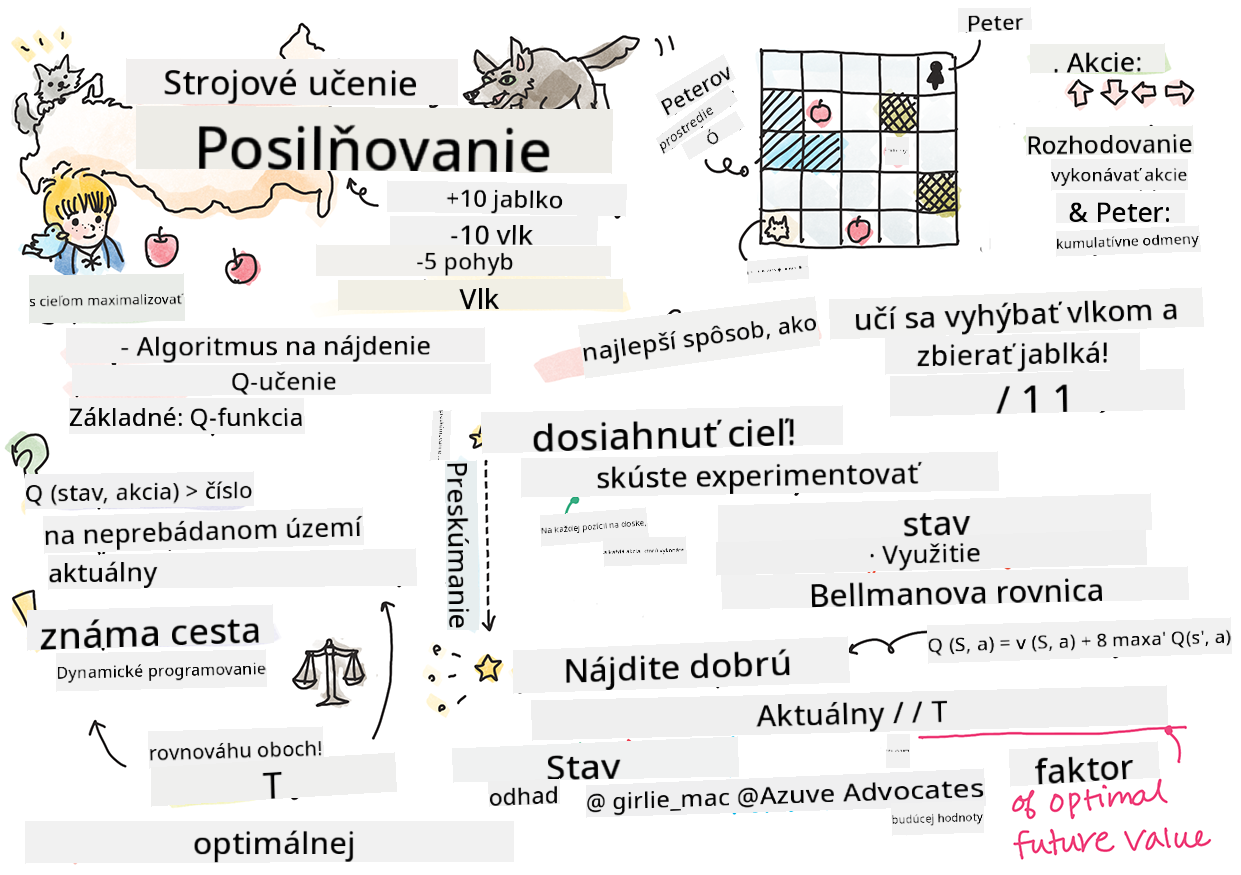 Strojové učenie
Posilňovanie
+10 jablko
-10 vlk
-5 pohyb
Vlk
s cieľom maximalizovať
Peter
Peterov
prostredie
Ó
. Akcie:
Rozhodovanie
vykonávať akcie
& Peter:
kumulatívne odmeny
- Algoritmus na nájdenie
Q-učenie
Základné: Q-funkcia
najlepší spôsob, ako
učí sa vyhýbať vlkom a
zbierať jablká!
/ 1 1
dosiahnuť cieľ!
skúste experimentovať
Q (stav, akcia) > číslo
na neprebádanom území
aktuálny
známa cesta
Dynamické programovanie
rovnováhu oboch!
T
optimálnej
Preskúmanie
Na každej pozícii na doske,
stav
· Využitie
Bellmanova rovnica
Q (S, a) = v (S, a) + 8 maxa' Q(s', a)
Nájdite dobrú
Aktuálny / / T
Stav
odhad
@ girlie_mac @Azuve Advocates
budúcej hodnoty
faktor
of optimal
future value